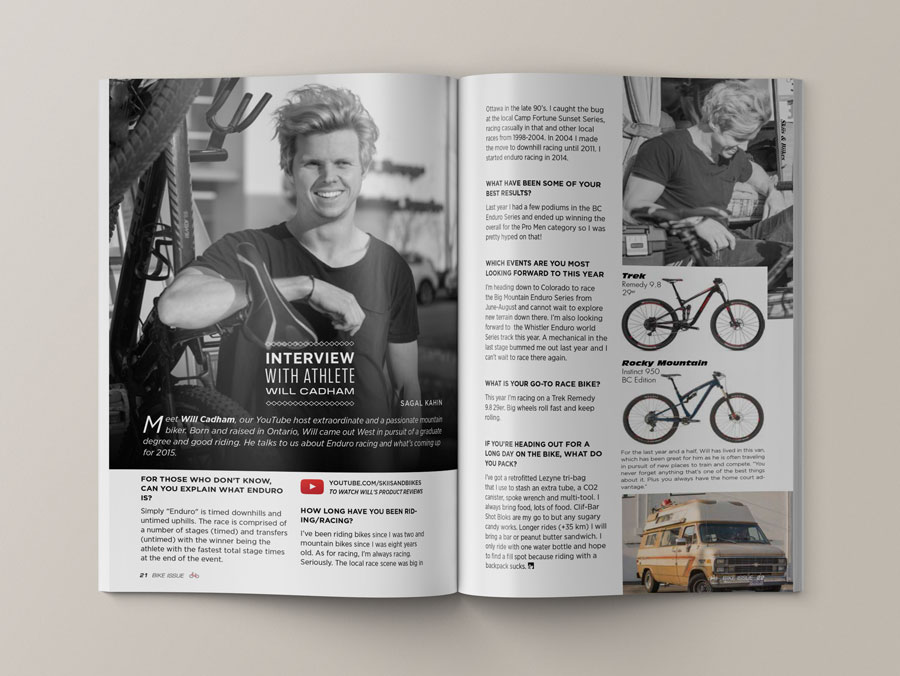 INTERVIEW
WITH ATHLETE
WILL CADHAM
SAGAL KAHIN
Meet Will Cadham, our YouTube host extraordinate and a passionate mountain
biker. Born and raised in Ontario, Will came out West in pursuit of a graduate
degree and good riding. He talks to us about Enduro racing and what's coming up
for 2015.
FOR THOSE WHO DON'T KNOW,
CAN YOU EXPLAIN WHAT ENDURO
IS?
Simply "Enduro" is timed downhills and
untimed uphills. The race is comprised of
a number of stages (timed) and transfers
(untimed) with the winner being the
athlete with the fastest total stage times
at the end of the event.
21 BIKE ISSUE
YOUTUBE.COM/SKIISANDBIKES
TO WATCH WILL'S PRODUCT REVIEWS
HOW LONG HAVE YOU BEEN RID-
ING/RACING?
I've been riding bikes since I was two and
mountain bikes since I was eight years
old. As for racing, I'm always racing.
Seriously. The local race scene was big in
Ottawa in the late 90's. I caught the bug
at the local Camp Fortune Sunset Series,
racing casually in that and other local
races from 1998-2004. In 2004 I made
the move to downhill racing until 2011. I
started enduro racing in 2014.
WHAT HAVE BEEN SOME OF YOUR
BEST RESULTS?
Last year I had a few podiums in the BC
Enduro Series and ended up winning the
overall for the Pro Men category so I was
pretty hyped on that!
WHICH EVENTS ARE YOU MOST
LOOKING FORWARD TO THIS YEAR
I'm heading down to Colorado to race
the Big Mountain Enduro Series from
June-August and cannot wait to explore
new terrain down there. I'm also looking
forward to the Whistler Enduro world
Series track this year. A mechanical in the
last stage bummed me out last year and I
can't wait to race there again.
WHAT IS YOUR GO-TO RACE BIKE?
This year I'm racing on a Trek Remedy
9.8 29er. Big wheels roll fast and keep
rolling.
IF YOU'RE HEADING OUT FOR A
LONG DAY ON THE BIKE, WHAT DO
YOU PACK?
I've got a retrofitted Lezyne tri-bag
that I use to stash an extra tube, a CO2
canister, spoke wrench and multi-tool. I
always bring food, lots of food. Clif-Bar
Shot Bloks are my go to but any sugary
candy works. Longer rides (+35 km) I will
bring a bar or peanut butter sandwich. I
only ride with one water bottle and hope
to find a fill spot because riding with a
backpack sucks.
Skiis & Bikes
Trek
Remedy 9.8
29er
Rocky Mountain
Instinct 950
BC Edition
For the last year and a half, Will has lived in this van,
which has been great for him as he is often traveling
in pursuit of new places to train and compete. "You
never forget anything that's one of the best things
about it. Plus you always have the home court ad-
vantage."
BIKE ISSUE 22